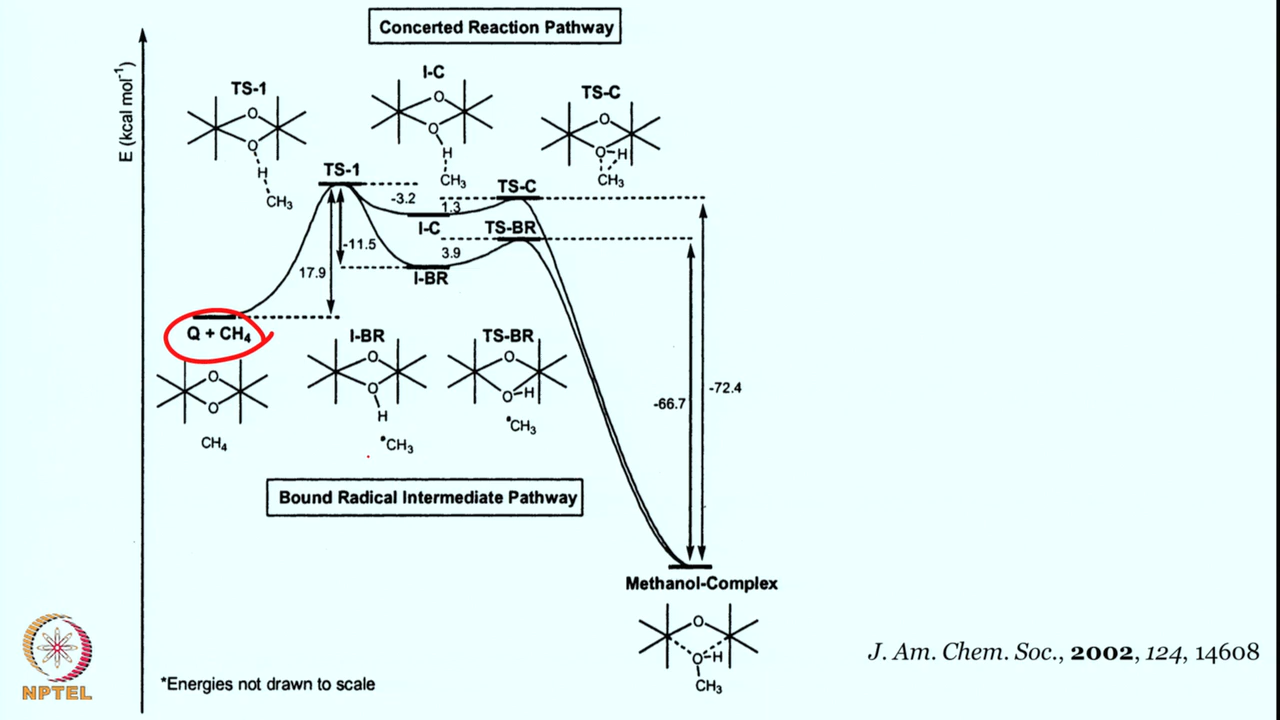 Concerted Reaction Pathway
E (kcal mol⁻¹)
TS-1
O
O
H
CH₃
I-C
O
O
H
CH₃
TS-C
O
O H
CH₃
TS-1
-3.2
TS-C
1.3
I-C
TS-BR
-11.5
3.9
17.9
I-BR
Q + CH₄
O
O
CH₄
I-BR
O
O
H
•CH₃
TS-BR
O
O H
•CH₃
-66.7
-72.4
Bound Radical Intermediate Pathway
Methanol-Complex
O
O H
CH₃
*Energies not drawn to scale
J. Am. Chem. Soc., 2002, 124, 14608
NPTEL